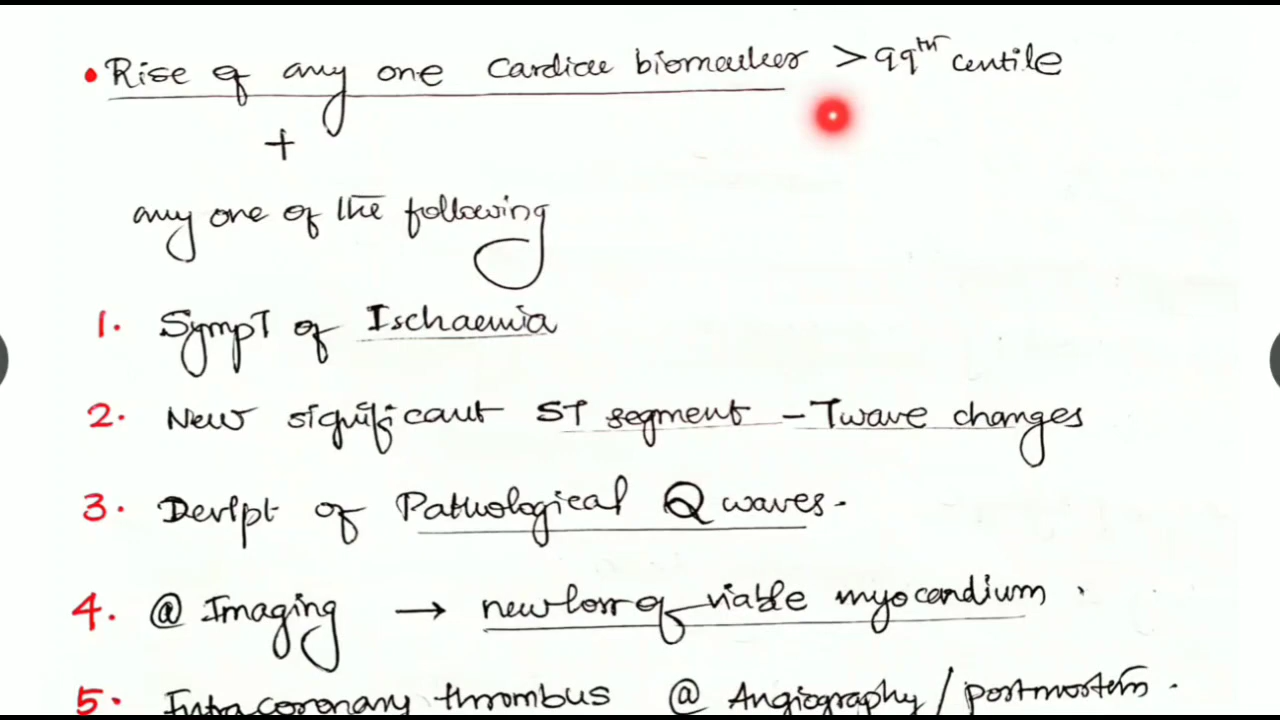 • Rise of any one Cardiac biomarker > 99th centile
+
any one of the following
1. Sympt of Ischaemia
2. New significant ST segment - T wave changes
3. Devlpt of Pathological Q waves.
4. @ Imaging → new loss of viable myocardium.
5. Intracoronary thrombus @ Angiography / postmortem.